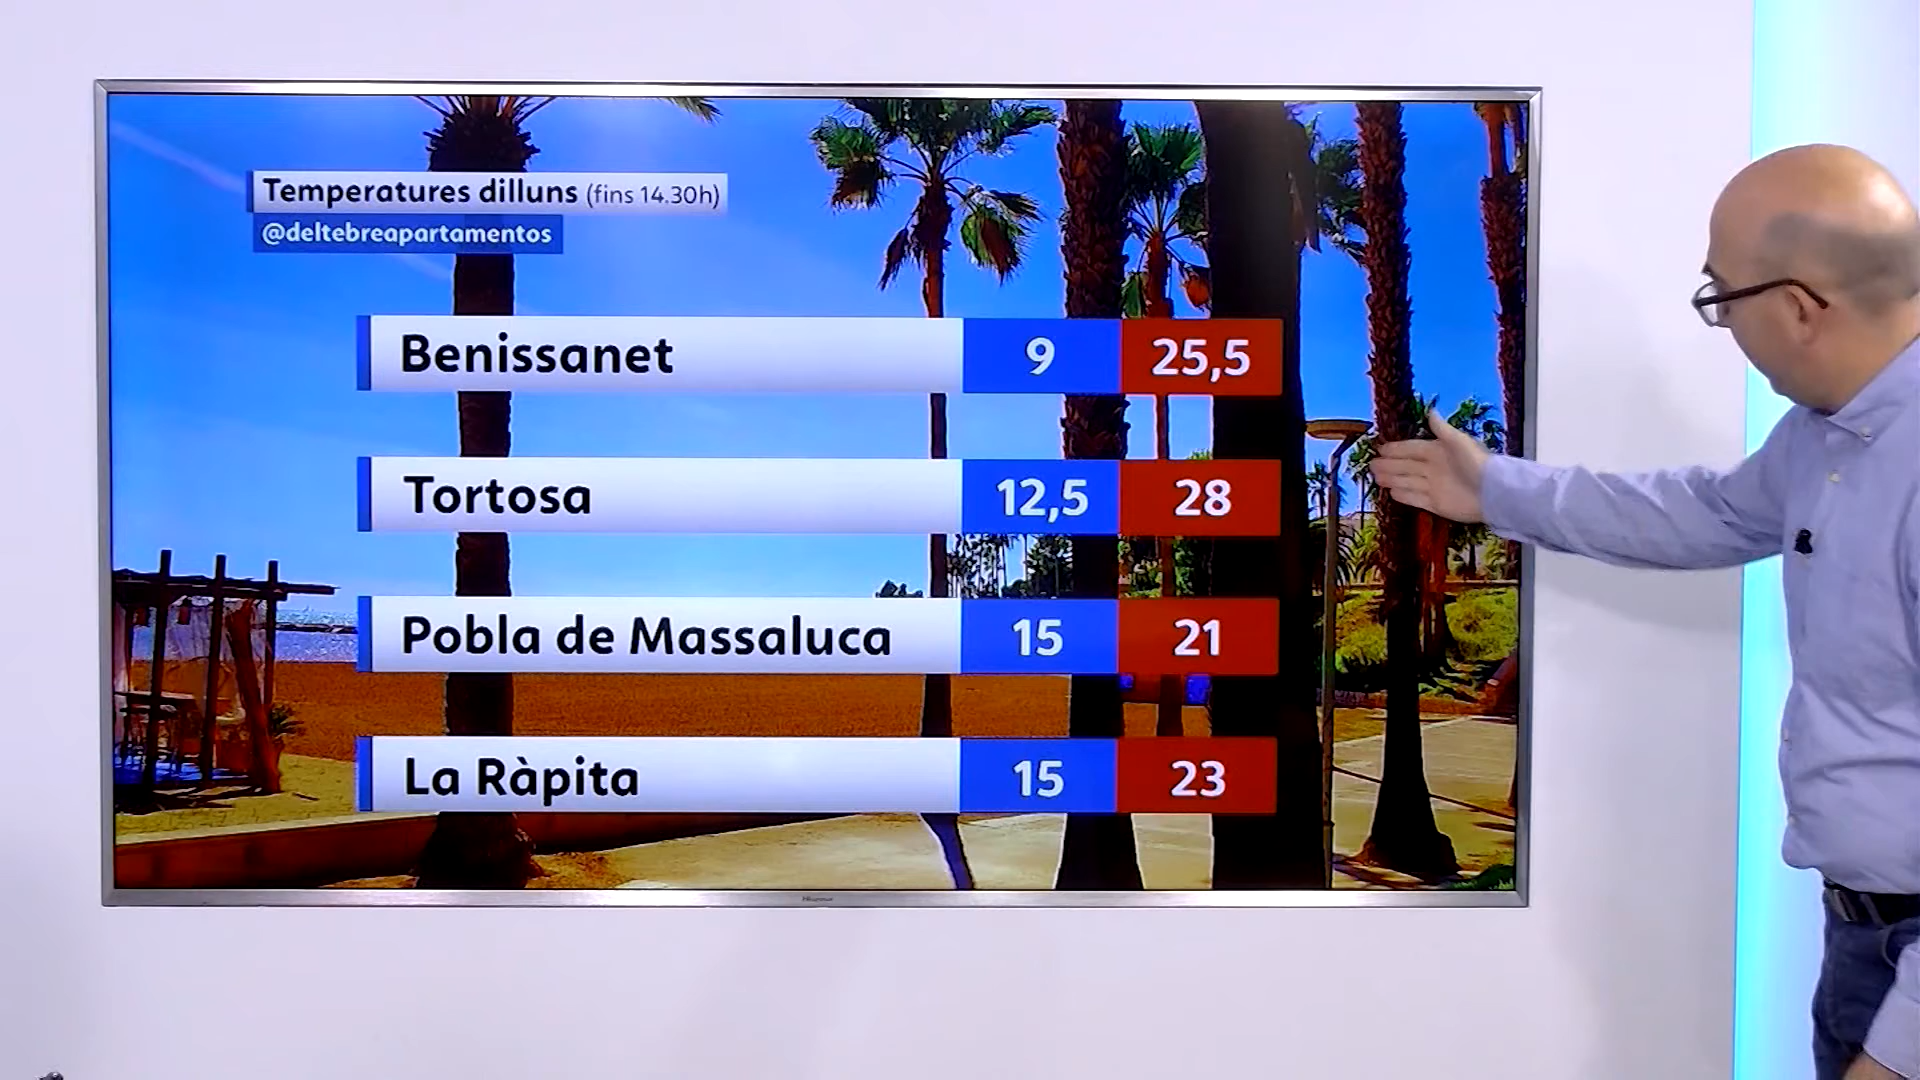 Temperatures dilluns (fins 14.30h)
@deltebreapartamentos
Benissanet 9 25,5
Tortosa 12,5 28
Pobla de Massaluca 15 21
La Ràpita 15 23